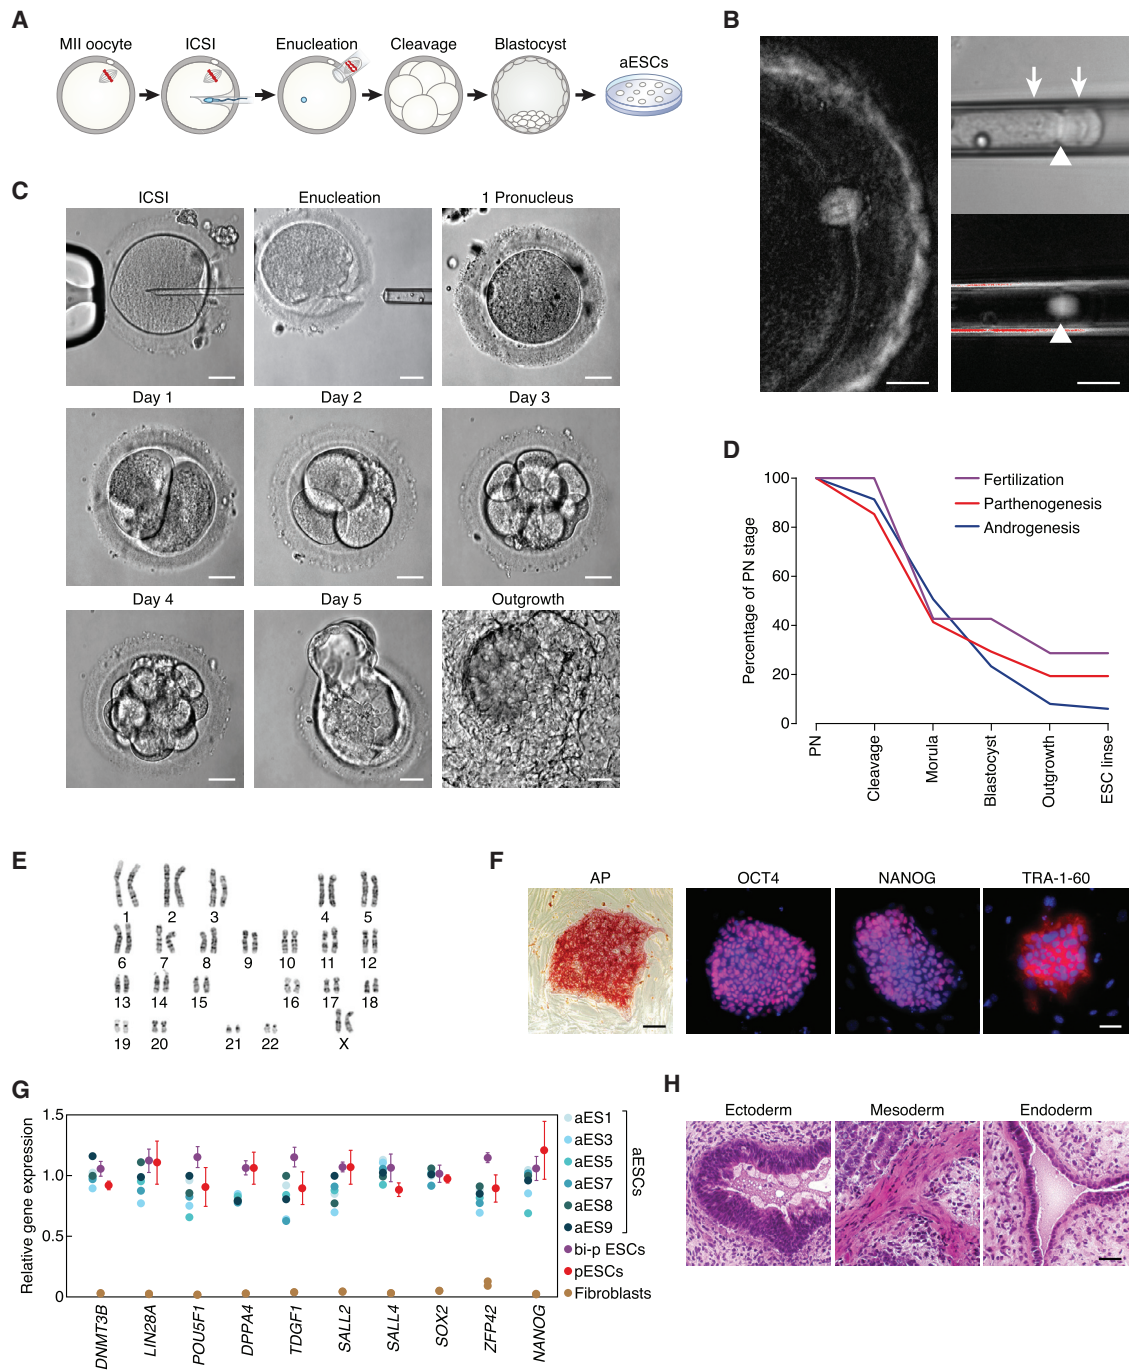 A
MII oocyte
ICSI
Enucleation
Cleavage
Blastocyst
aESCs
B
C
ICSI
Enucleation
1 Pronucleus
Day 1
Day 2
Day 3
Day 4
Day 5
Outgrowth
D
Percentage of PN stage
100
80
60
40
20
0
Fertilization
Parthenogenesis
Androgenesis
PN
Cleavage
Morula
Blastocyst
Outgrowth
ESC linse
E
1 2 3 4 5
6 7 8 9 10 11 12
13 14 15 16 17 18
19 20 21 22 X
F
AP
OCT4
NANOG
TRA-1-60
G
Relative gene expression
1.5
1.0
0.5
0
aES1
aES3
aES5
aES7
aES8
aES9
aESCs
bi-p ESCs
pESCs
Fibroblasts
DNMT3B
LIN28A
POU5F1
DPPA4
TDGF1
SALL2
SALL4
SOX2
ZFP42
NANOG
H
Ectoderm
Mesoderm
Endoderm